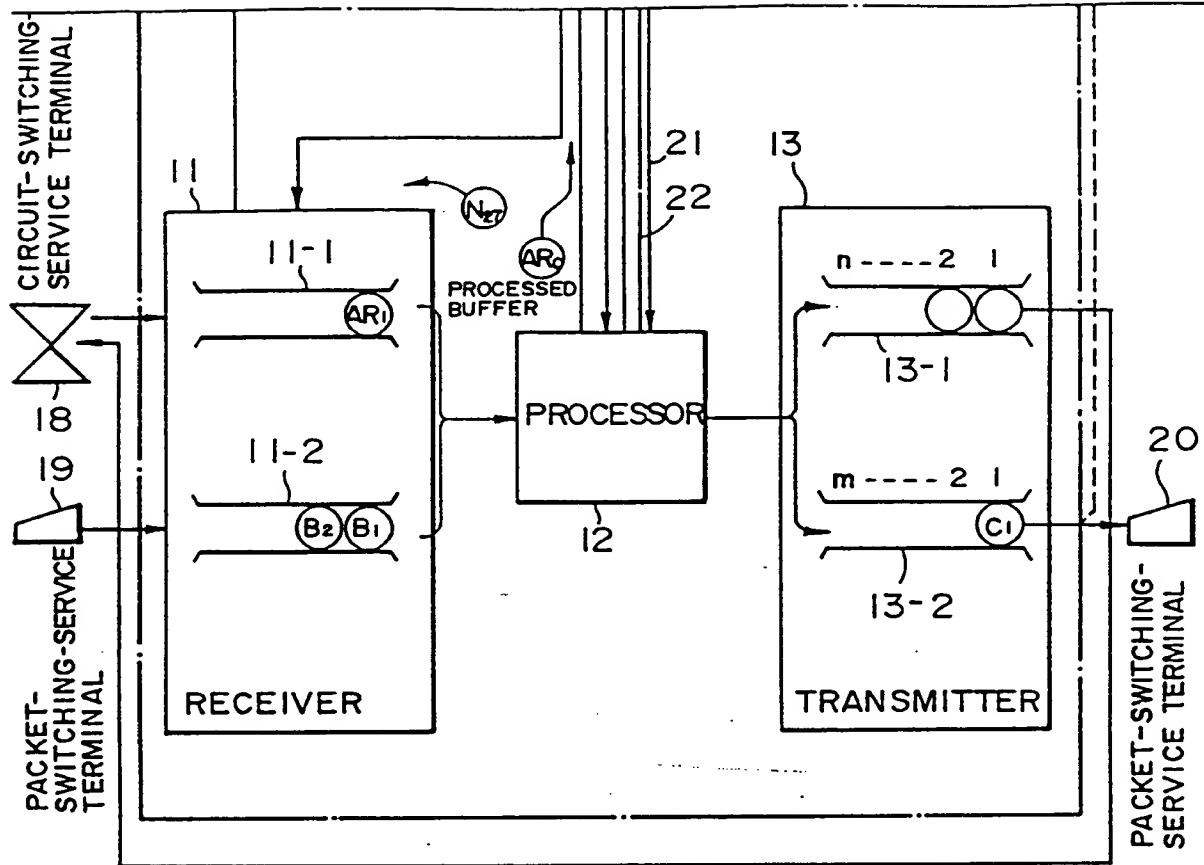 CIRCUIT-SWITCHING-
SERVICE TERMINAL
18
19
PACKET-
SWITCHING-SERVICE
TERMINAL
11
11-1
AR1
11-2
B2 B1
RECEIVER
N27
ARc
PROCESSED
BUFFER
21
22
PROCESSOR
12
13
n ---- 2 1
13-1
m ---- 2 1
C1
13-2
TRANSMITTER
20
PACKET-SWITCHING-
SERVICE TERMINAL